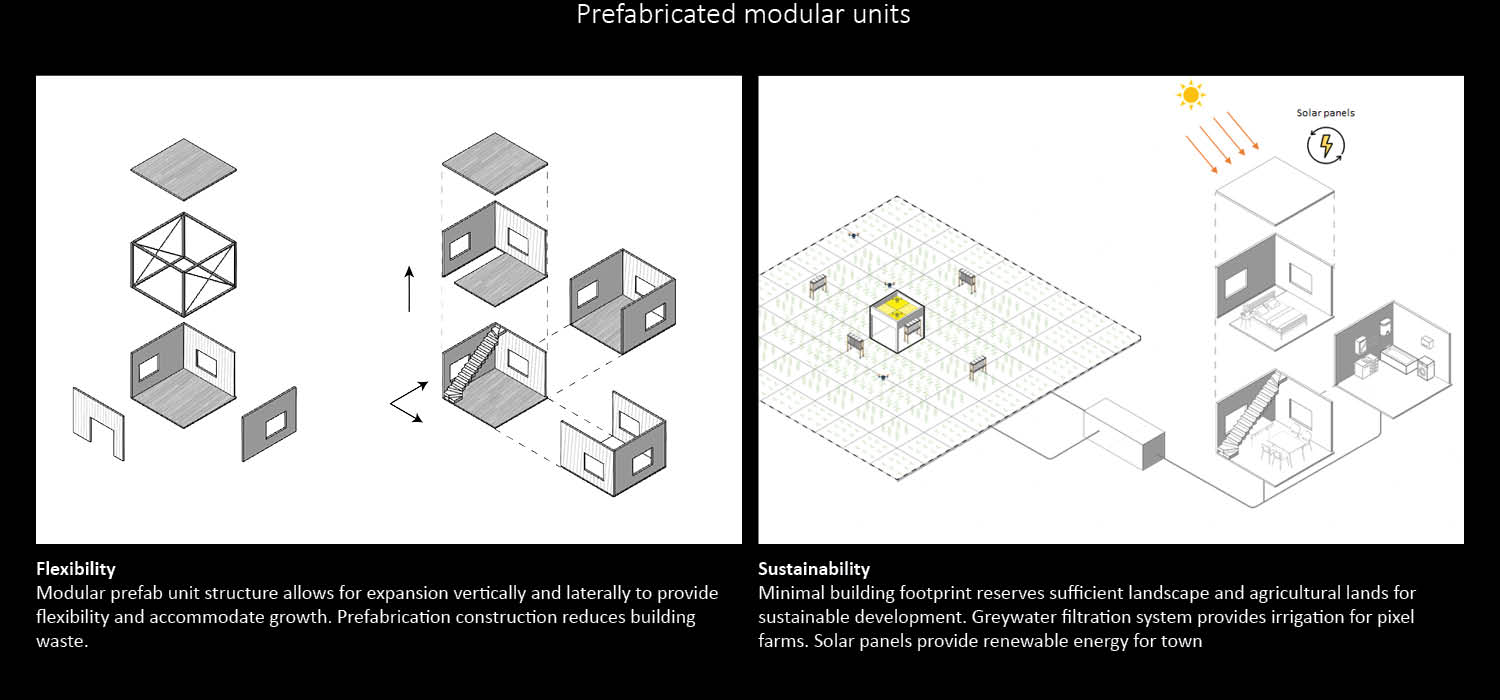 Prefabricated modular units
Solar panels
Flexibility
Modular prefab unit structure allows for expansion vertically and laterally to provide
flexibility and accommodate growth. Prefabrication construction reduces building
waste.
Sustainability
Minimal building footprint reserves sufficient landscape and agricultural lands for
sustainable development. Greywater filtration system provides irrigation for pixel
farms. Solar panels provide renewable energy for town